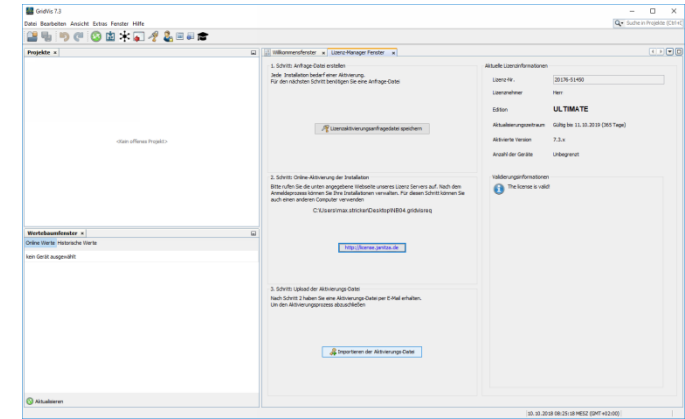 GridVis 7.3
Datei Bearbeiten Ansicht Extras Fenster Hilfe
Suche in Projekte (Ctrl+I)
Projekte
Willkommensfenster
Lizenz-Manager Fenster
<Kein offenes Projekt>
1. Schritt: Anfrage-Datei erstellen
Jede Installation bedarf einer Aktivierung.
Für den nächsten Schritt benötigen Sie eine Anfrage-Datei
Lizenzaktivierungsanfragedatei speichern
2. Schritt: Online-Aktivierung der Installation
Bitte rufen Sie die unten angegebene Webseite unseres Lizenz Servers auf. Nach dem
Anmeldeprozess können Sie Ihre Installationen verwalten. Für diesen Schritt können Sie
auch einen anderen Computer verwenden
C:\Users\max.stricker\Desktop\NB04.gridvisreq
http://license.janitza.de
3. Schritt: Upload der Aktivierungs-Datei
Nach Schritt 2 haben Sie eine Aktivierungs-Datei per E-Mail erhalten.
Um den Aktivierungsprozess abzuschließen
Importieren der Aktivierungs-Datei
Aktuelle Lizenzinformationen
Lizenz-Nr. 20176-51450
Lizenznehmer Herr
Edition ULTIMATE
Aktualisierungszeitraum Gültig bis 11.10.2019 (365 Tage)
Aktivierte Version 7.3.x
Anzahl der Geräte Unbegrenzt
Validierungsinformationen
The license is valid!
Wertebaumfenster
Online Werte Historische Werte
kein Gerät ausgewählt
Aktualisieren
10.10.2018 08:25:18 MESZ (GMT +02:00)